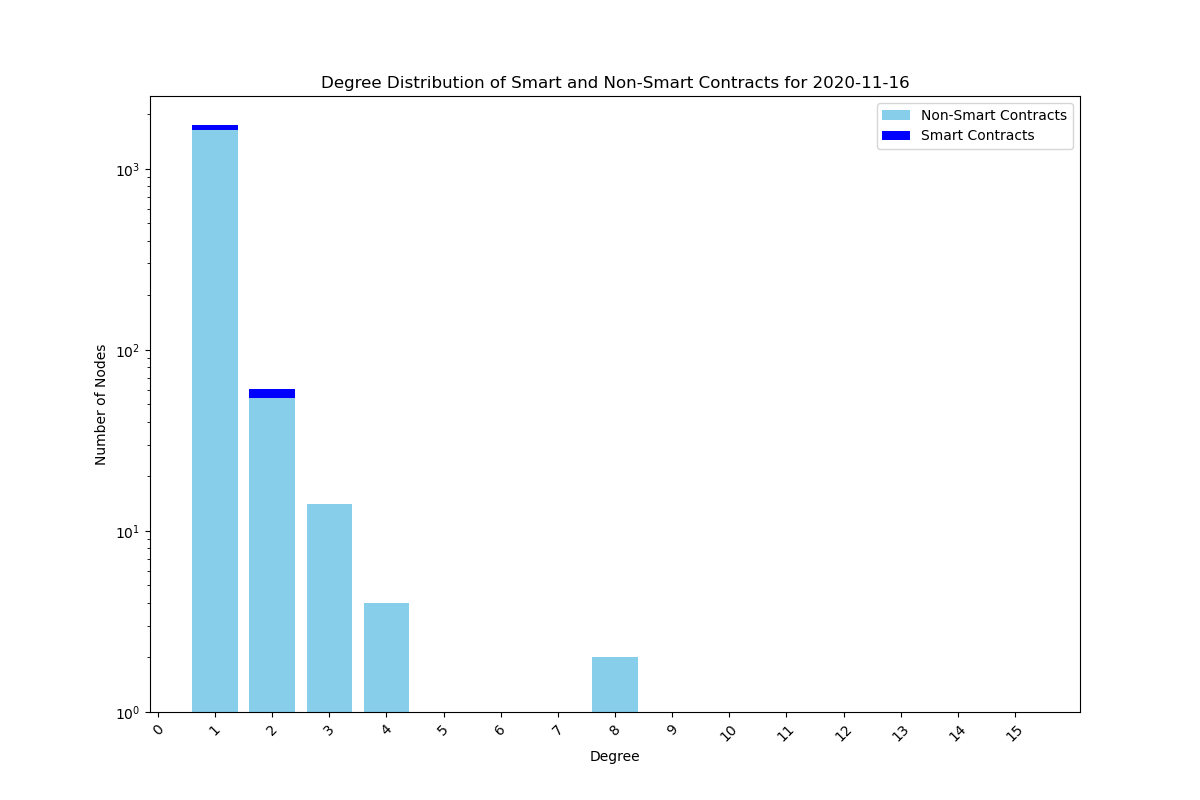 Degree Distribution of Smart and Non-Smart Contracts for 2020-11-16
Non-Smart Contracts
Smart Contracts
Number of Nodes
10³
10²
10¹
10⁰
0 1 2 3 4 5 6 7 8 9 10 11 12 13 14 15
Degree